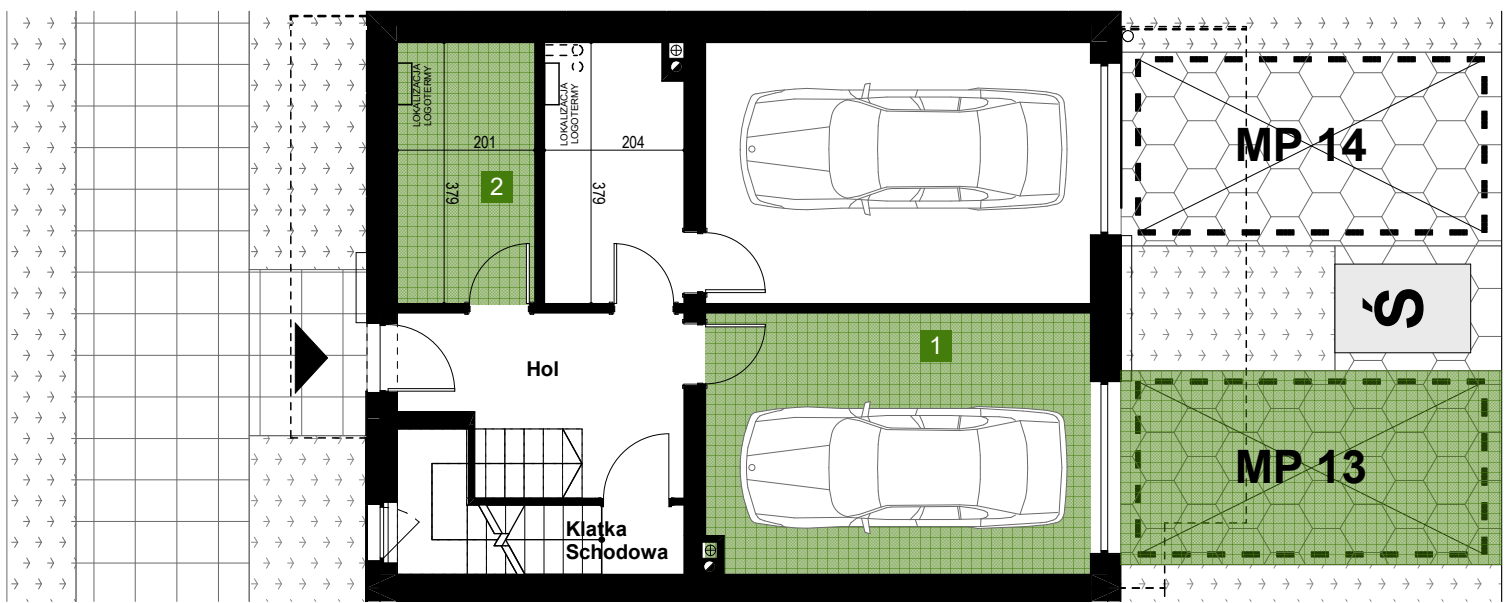 LOKALIZACJA
LOGOTERMY
LOKALIZACJA
LOGOTERMY
201
204
379
2
379
MP 14
Ś
Hol
1
MP 13
Klatka
Schodowa